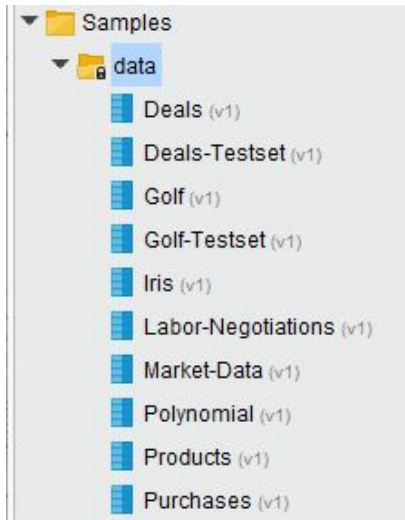 Samples
data
Deals (v1)
Deals-Testset (v1)
Golf (v1)
Golf-Testset (v1)
Iris (v1)
Labor-Negotiations (v1)
Market-Data (v1)
Polynomial (v1)
Products (v1)
Purchases (v1)